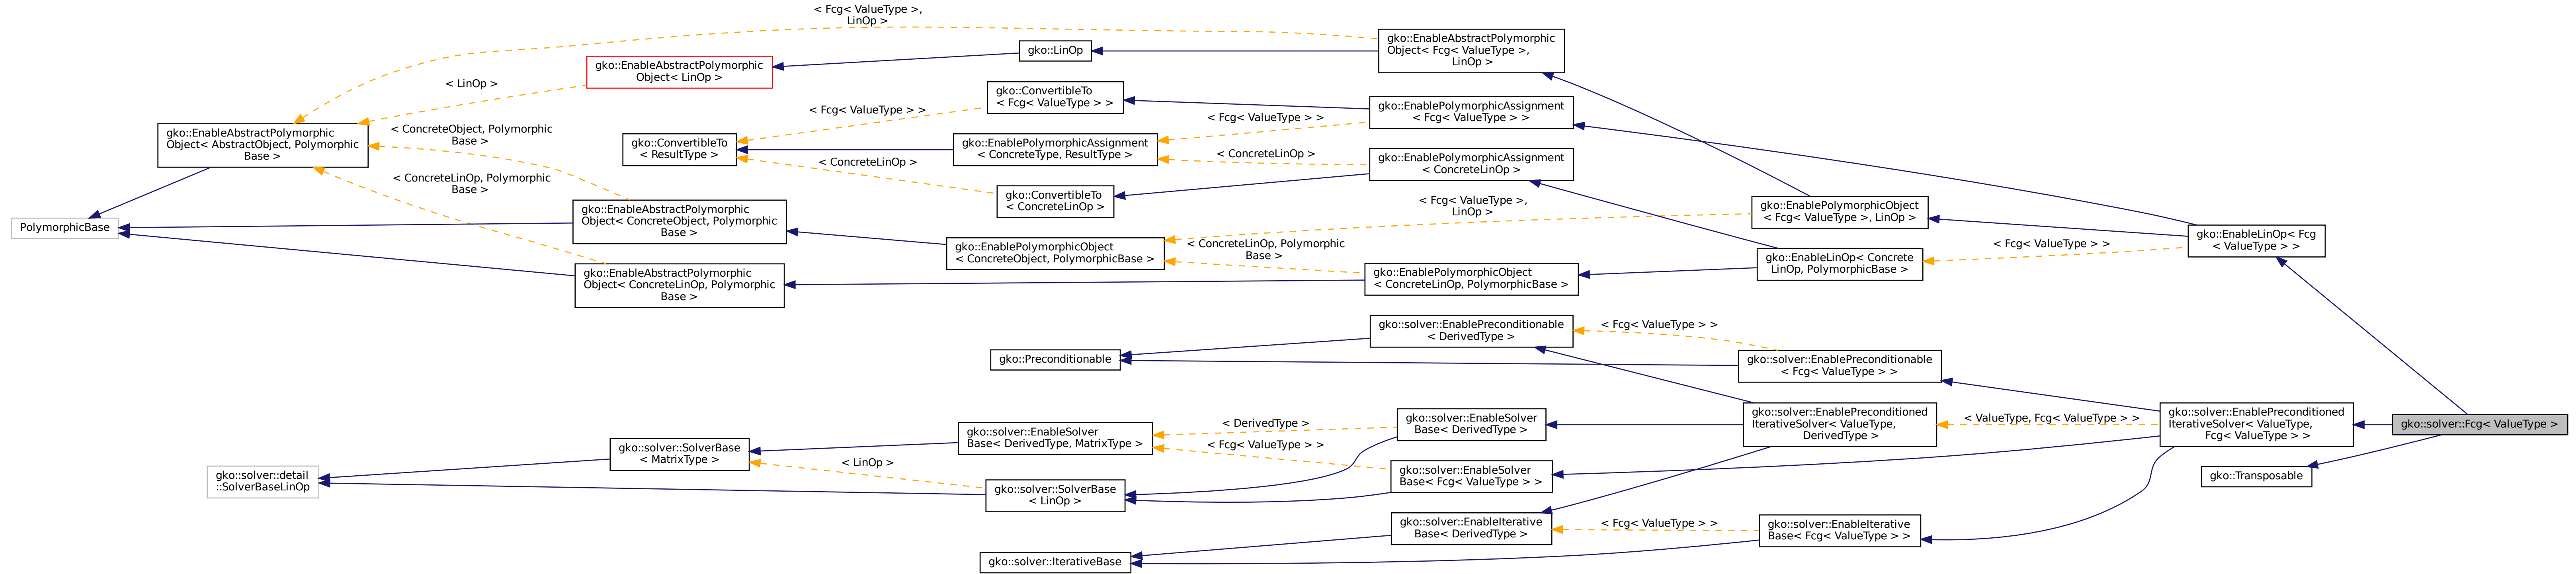 PolymorphicBase
gko::EnableAbstractPolymorphic
Object< AbstractObject, Polymorphic
Base >
gko::solver::detail
::SolverBaseLinOp
< Fcg< ValueType >,
LinOp >
< LinOp >
< ConcreteObject, Polymorphic
Base >
< ConcreteLinOp, Polymorphic
Base >
gko::EnableAbstractPolymorphic
Object< LinOp >
gko::ConvertibleTo
< ResultType >
gko::EnableAbstractPolymorphic
Object< ConcreteObject, Polymorphic
Base >
gko::EnableAbstractPolymorphic
Object< ConcreteLinOp, Polymorphic
Base >
gko::solver::SolverBase
< MatrixType >
< Fcg< ValueType > >
< ConcreteLinOp >
< LinOp >
gko::LinOp
gko::ConvertibleTo
< Fcg< ValueType > >
gko::EnablePolymorphicAssignment
< ConcreteType, ResultType >
gko::ConvertibleTo
< ConcreteLinOp >
gko::EnablePolymorphicObject
< ConcreteObject, PolymorphicBase >
gko::Preconditionable
gko::solver::EnableSolver
Base< DerivedType, MatrixType >
gko::solver::SolverBase
< LinOp >
gko::solver::IterativeBase
< Fcg< ValueType > >
< ConcreteLinOp >
< Fcg< ValueType >,
LinOp >
< ConcreteLinOp, Polymorphic
Base >
< DerivedType >
< Fcg< ValueType > >
gko::EnableAbstractPolymorphic
Object< Fcg< ValueType >,
LinOp >
gko::EnablePolymorphicAssignment
< Fcg< ValueType > >
gko::EnablePolymorphicAssignment
< ConcreteLinOp >
gko::EnablePolymorphicObject
< ConcreteLinOp, PolymorphicBase >
gko::solver::EnablePreconditionable
< DerivedType >
gko::solver::EnableSolver
Base< DerivedType >
gko::solver::EnableSolver
Base< Fcg< ValueType > >
gko::solver::EnableIterative
Base< DerivedType >
< Fcg< ValueType > >
< Fcg< ValueType > >
gko::EnablePolymorphicObject
< Fcg< ValueType >, LinOp >
gko::EnableLinOp< Concrete
LinOp, PolymorphicBase >
gko::solver::EnablePreconditionable
< Fcg< ValueType > >
gko::solver::EnablePreconditioned
IterativeSolver< ValueType,
DerivedType >
gko::solver::EnableIterative
Base< Fcg< ValueType > >
< Fcg< ValueType > >
< ValueType, Fcg< ValueType > >
gko::EnableLinOp< Fcg
< ValueType > >
gko::solver::EnablePreconditioned
IterativeSolver< ValueType,
Fcg< ValueType > >
gko::Transposable
gko::solver::Fcg< ValueType >